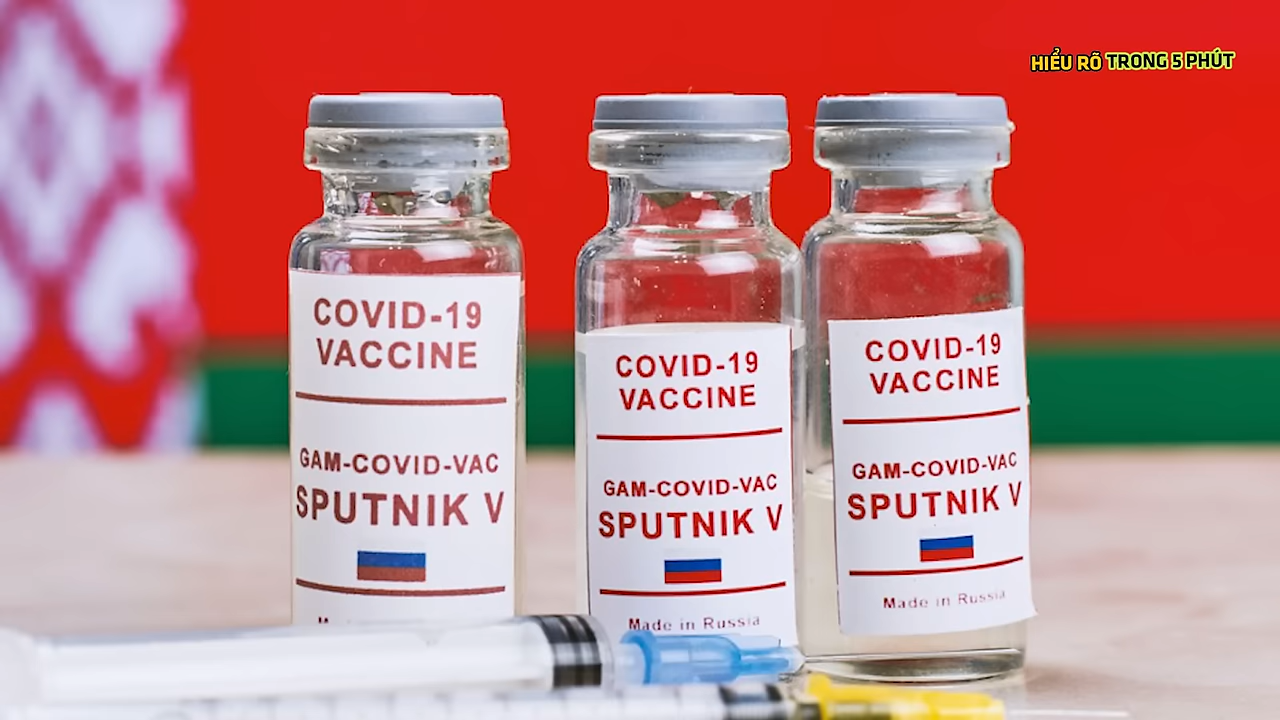 HIỂU RÕ TRONG 5 PHÚT
COVID-19
VACCINE
GAM-COVID-VAC
SPUTNIK V
COVID-19
VACCINE
GAM-COVID-VAC
SPUTNIK V
Made in Russia
COVID-19
VACCINE
GAM-COVID-VAC
SPUTNIK V
Made in Russia